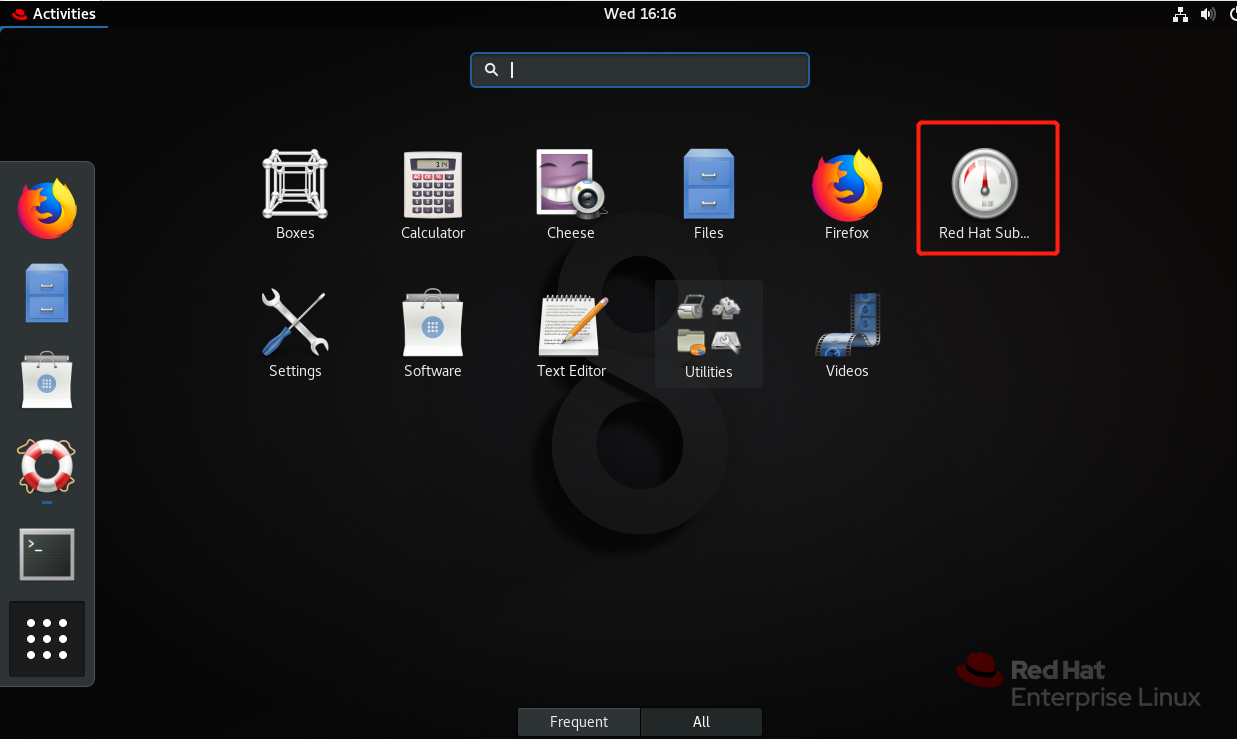 Activities
Wed 16:16
Boxes
Calculator
Cheese
Files
Firefox
Red Hat Sub...
Settings
Software
Text Editor
Utilities
Videos
Red Hat
Enterprise Linux
Frequent
All